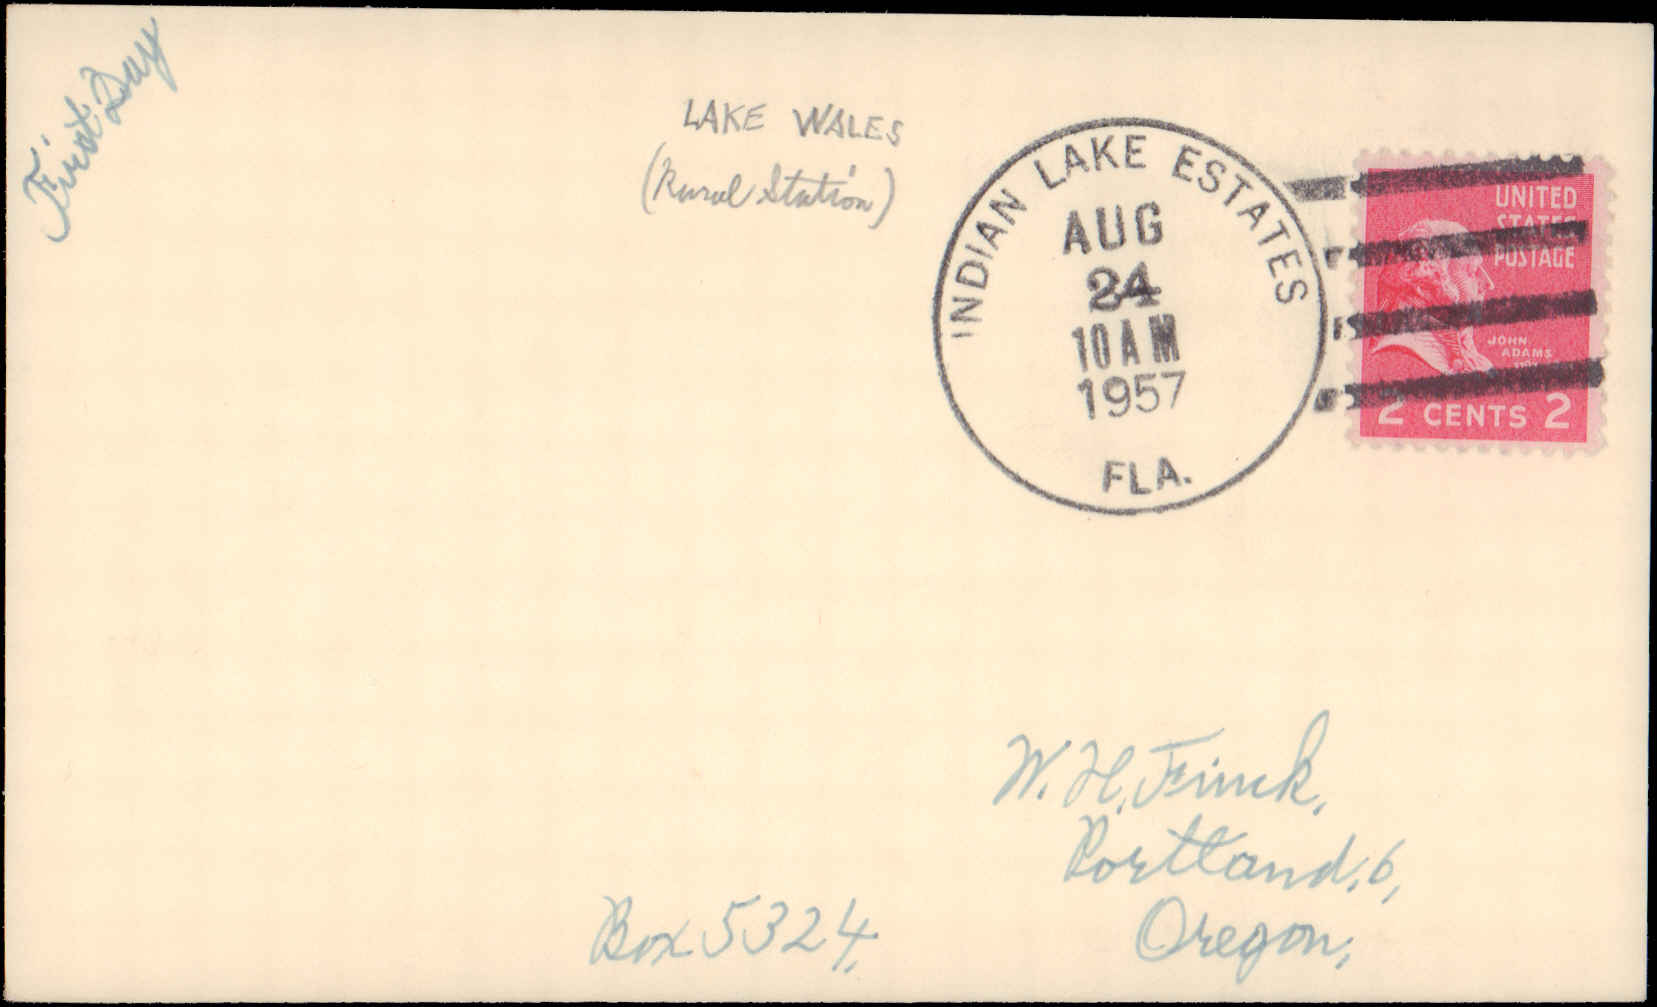 First Day
LAKE WALES
(Rural Station)
INDIAN LAKE ESTATES
AUG
24
10 AM
1957
FLA.
UNITED
STATES
POSTAGE
JOHN
ADAMS
2 CENTS 2
W. H. Finck,
Portland, 6,
Box 5324, Oregon,